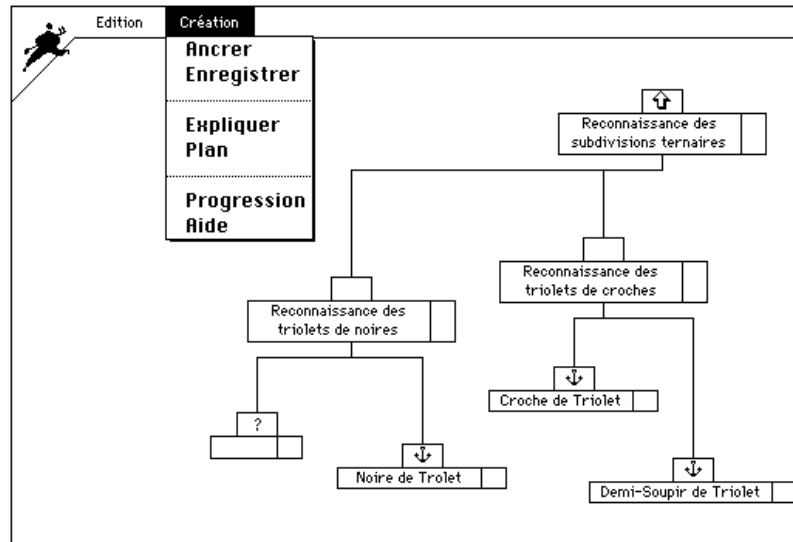 Edition
Création
Ancrer
Enregistrer
Expliquer
Plan
Progression
Aide
Reconnaissance des
subdivisions ternaires
Reconnaissance des
triolets de croches
Reconnaissance des
triolets de noires
Croche de Triolet
?
Noire de Trolet
Demi-Soupir de Triolet